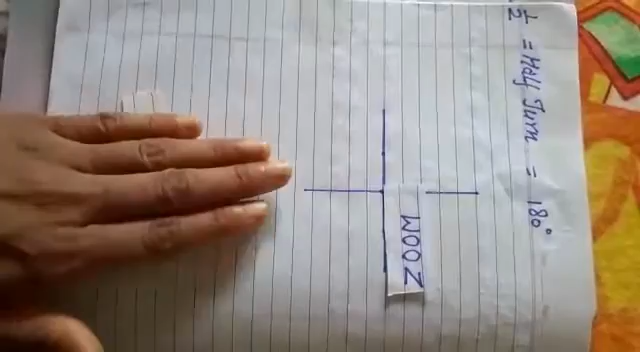 1/2 = Half Turn = 180°
ZOOM